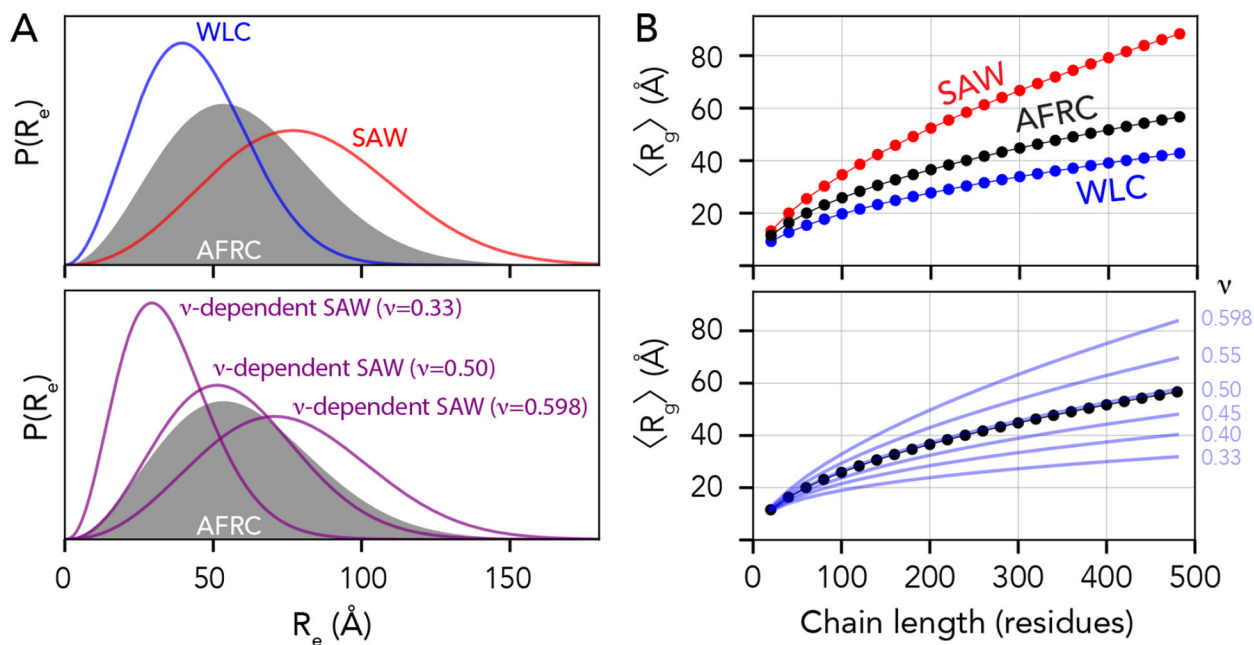 A
P(Rₑ)
WLC
SAW
AFRC
P(Rₑ)
ν-dependent SAW (ν=0.33)
ν-dependent SAW (ν=0.50)
ν-dependent SAW (ν=0.598)
AFRC
0 50 100 150
Rₑ (Å)
B
⟨R_g⟩ (Å)
80
60
40
20
SAW
AFRC
WLC
⟨R_g⟩ (Å)
80
60
40
20
ν
0.598
0.55
0.50
0.45
0.40
0.33
0 100 200 300 400 500
Chain length (residues)